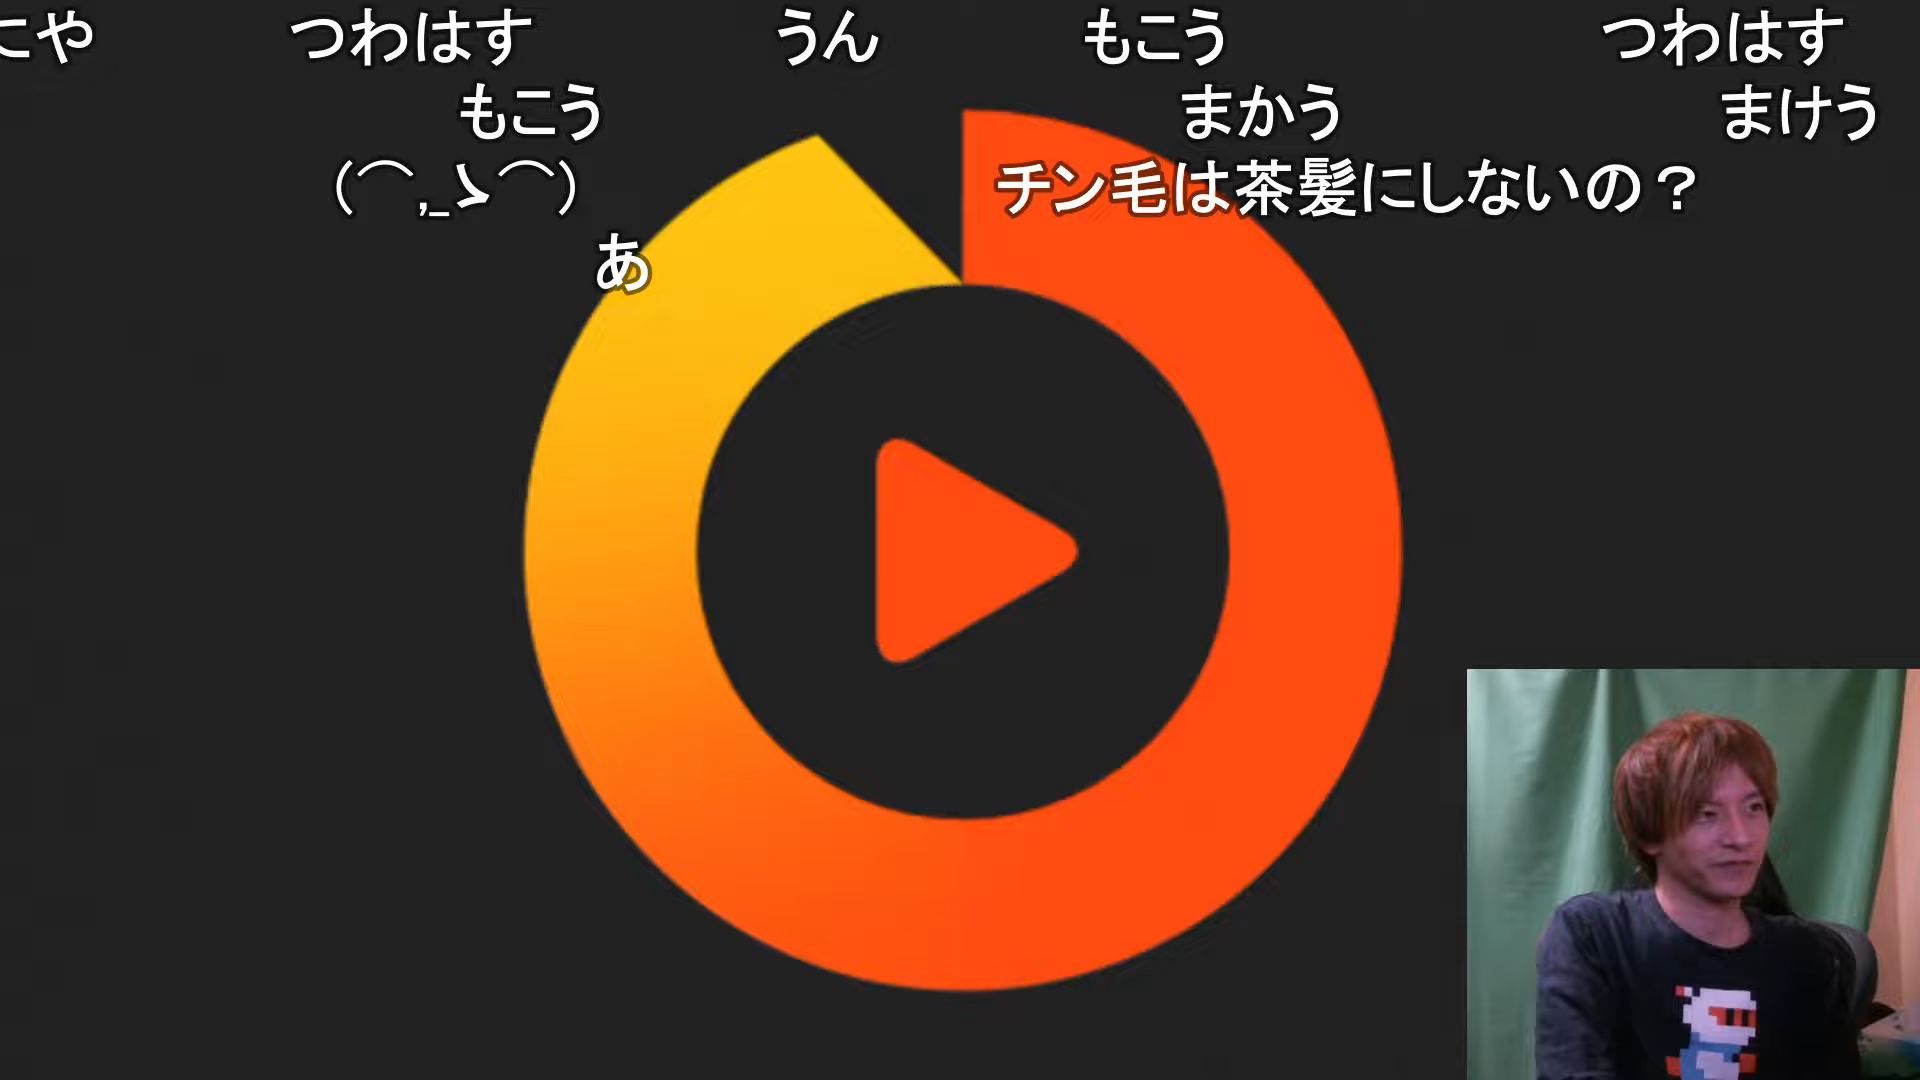 にや つわはす うん もこう つわはす
もこう まかう まけう
(⌒,_ゝ⌒) チン毛は茶髪にしないの？
あ